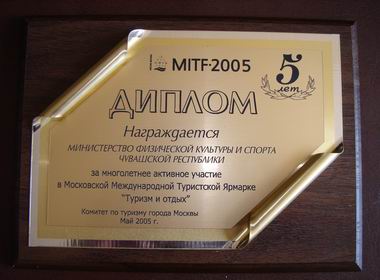 MITF-2005
5
лет
ДИПЛОМ
Награждается
МИНИСТЕРСТВО ФИЗИЧЕСКОЙ КУЛЬТУРЫ И СПОРТА
ЧУВАШСКОЙ РЕСПУБЛИКИ
за многолетнее активное участие
в Московской Международной Туристской Ярмарке
"Туризм и отдых"
Комитет по туризму города Москвы
Май 2005 г.